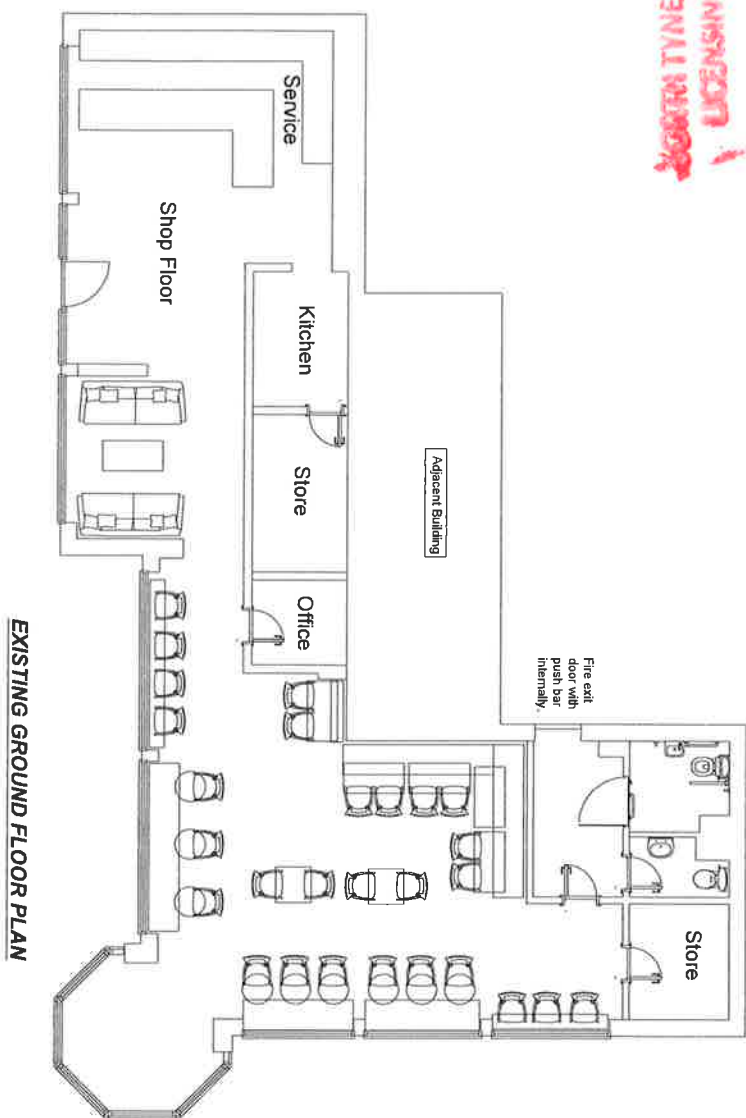 Service
Shop Floor
Kitchen
Store
Office
Adjacent Building
Fire exit
door with
push bar
internally.
Store
EXISTING GROUND FLOOR PLAN